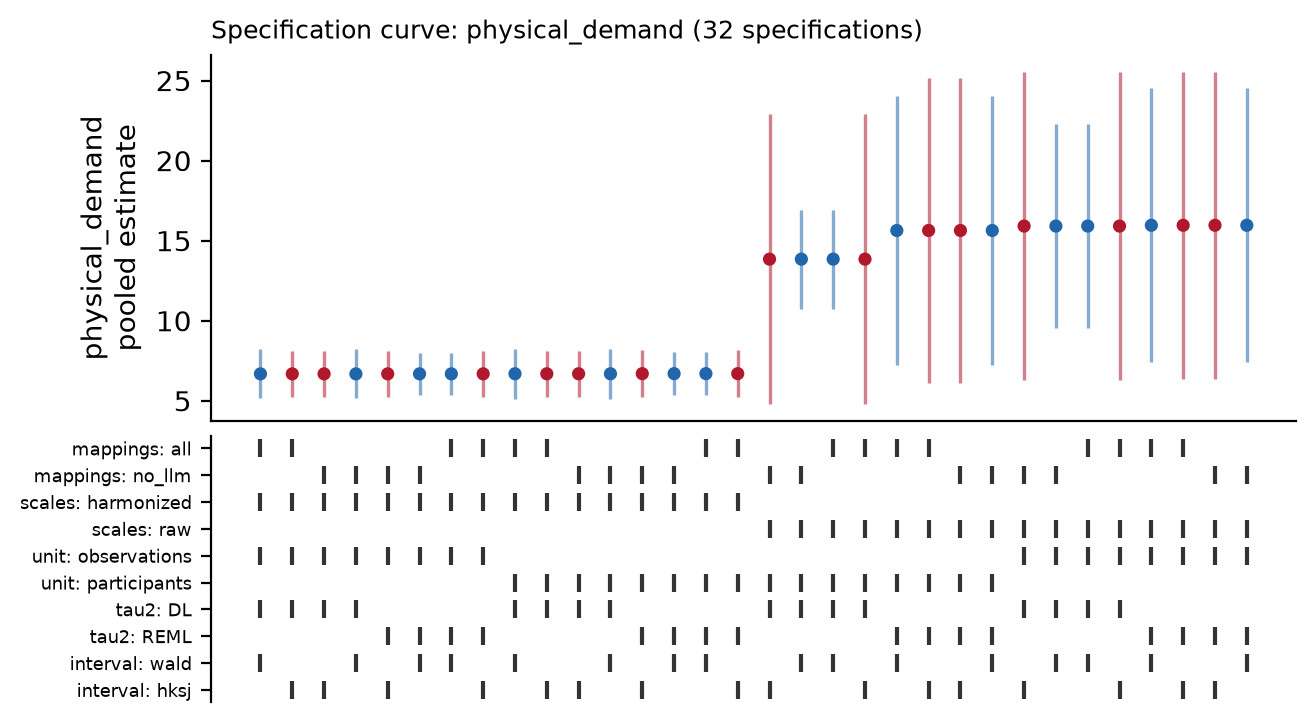 Specification curve: physical_demand (32 specifications)
physical_demand
pooled estimate
25
20
15
10
5
mappings: all
mappings: no_llm
scales: harmonized
scales: raw
unit: observations
unit: participants
tau2: DL
tau2: REML
interval: wald
interval: hksj